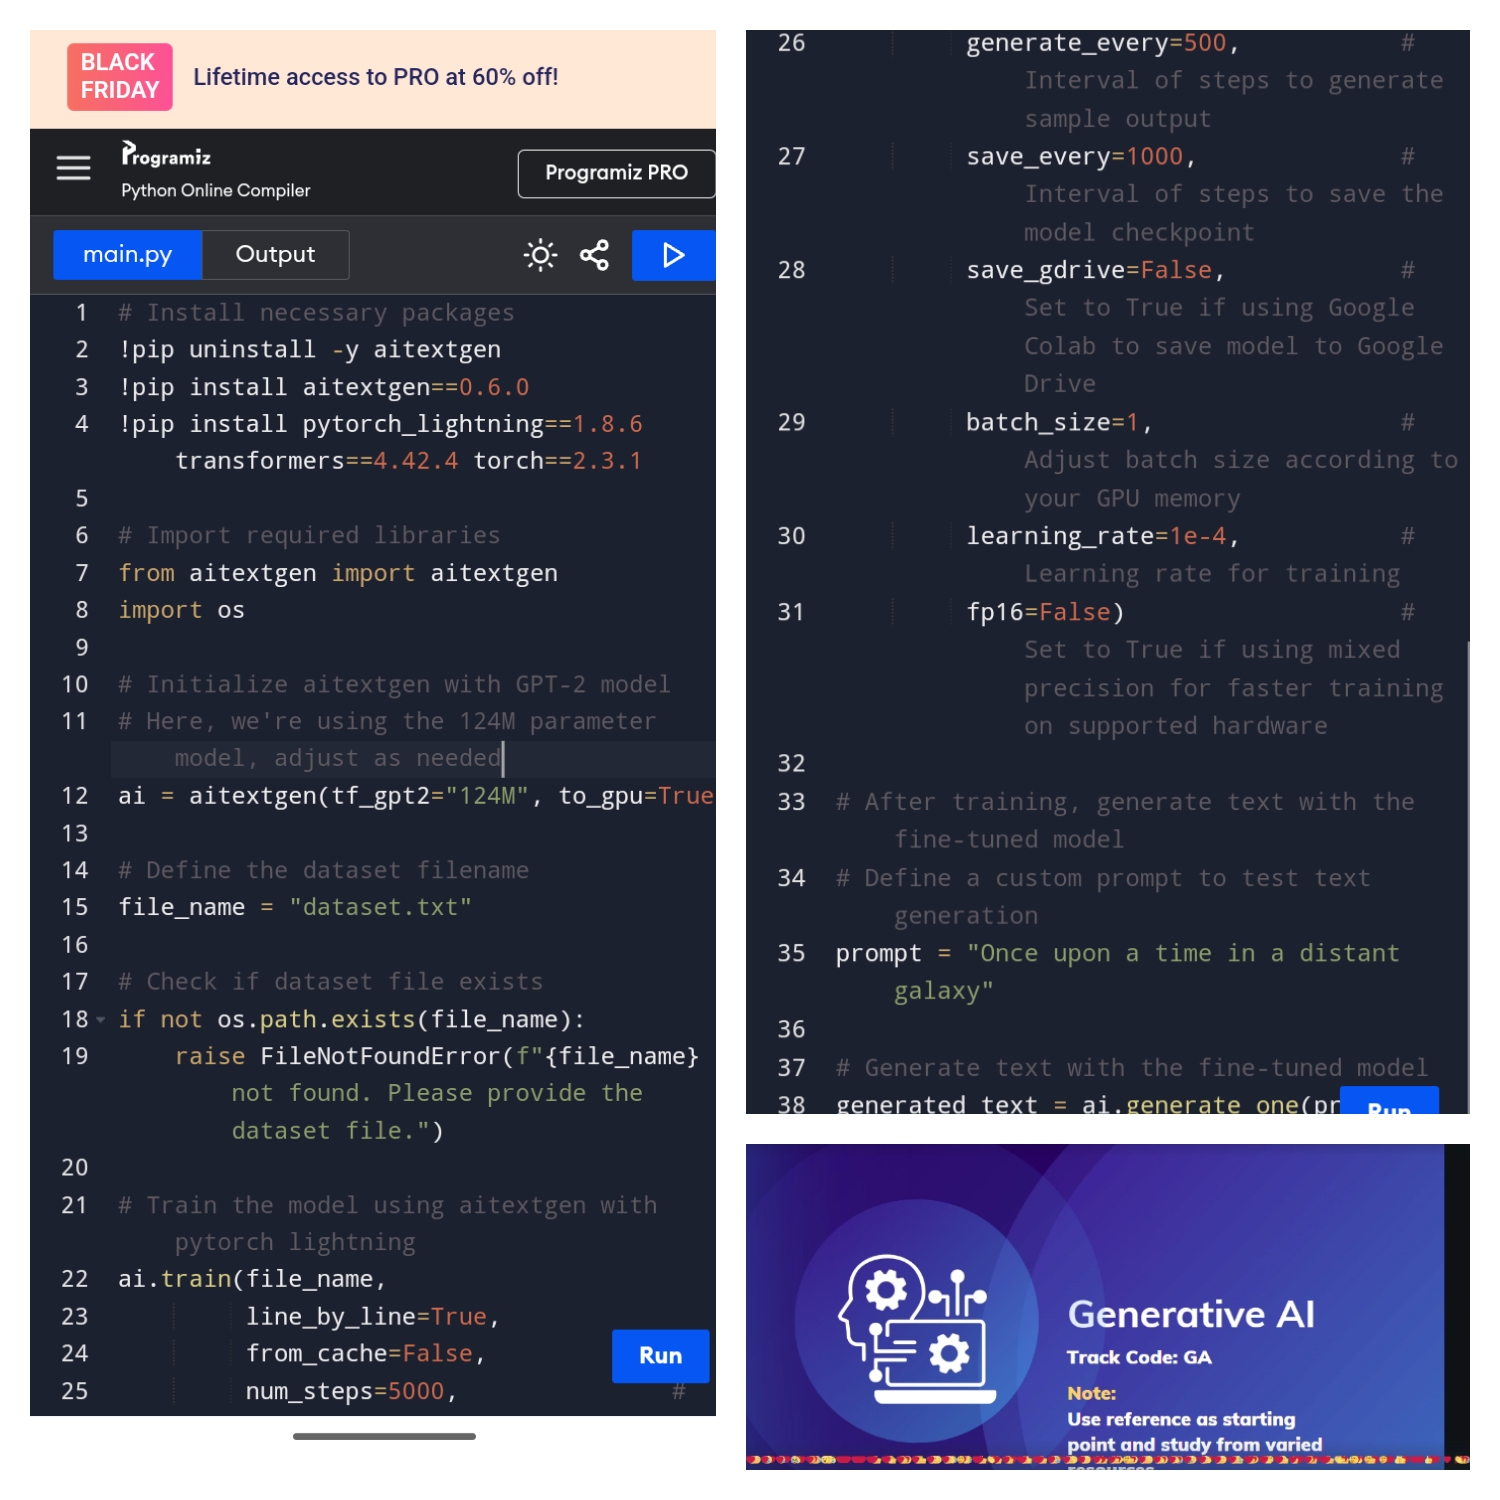 BLACK
FRIDAY
Lifetime access to PRO at 60% off!
Programiz
Python Online Compiler
Programiz PRO
main.py
Output
1 # Install necessary packages
2 !pip uninstall -y aitextgen
3 !pip install aitextgen==0.6.0
4 !pip install pytorch_lightning==1.8.6
transformers==4.42.4 torch==2.3.1
5
6 # Import required libraries
7 from aitextgen import aitextgen
8 import os
9
10 # Initialize aitextgen with GPT-2 model
11 # Here, we're using the 124M parameter
model, adjust as needed
12 ai = aitextgen(tf_gpt2="124M", to_gpu=True
13
14 # Define the dataset filename
15 file_name = "dataset.txt"
16
17 # Check if dataset file exists
18 if not os.path.exists(file_name):
19 raise FileNotFoundError(f"{file_name}
not found. Please provide the
dataset file.")
20
21 # Train the model using aitextgen with
pytorch lightning
22 ai.train(file_name,
23 line_by_line=True,
24 from_cache=False,
25 num_steps=5000, #
Run
26 generate_every=500, #
Interval of steps to generate
sample output
27 save_every=1000, #
Interval of steps to save the
model checkpoint
28 save_gdrive=False, #
Set to True if using Google
Colab to save model to Google
Drive
29 batch_size=1, #
Adjust batch size according to
your GPU memory
30 learning_rate=1e-4, #
Learning rate for training
31 fp16=False) #
Set to True if using mixed
precision for faster training
on supported hardware
32
33 # After training, generate text with the
fine-tuned model
34 # Define a custom prompt to test text
generation
35 prompt = "Once upon a time in a distant
galaxy"
36
37 # Generate text with the fine-tuned model
38 generated_text = ai.generate_one(pr
Run
Generative AI
Track Code: GA
Note:
Use reference as starting
point and study from varied
resources